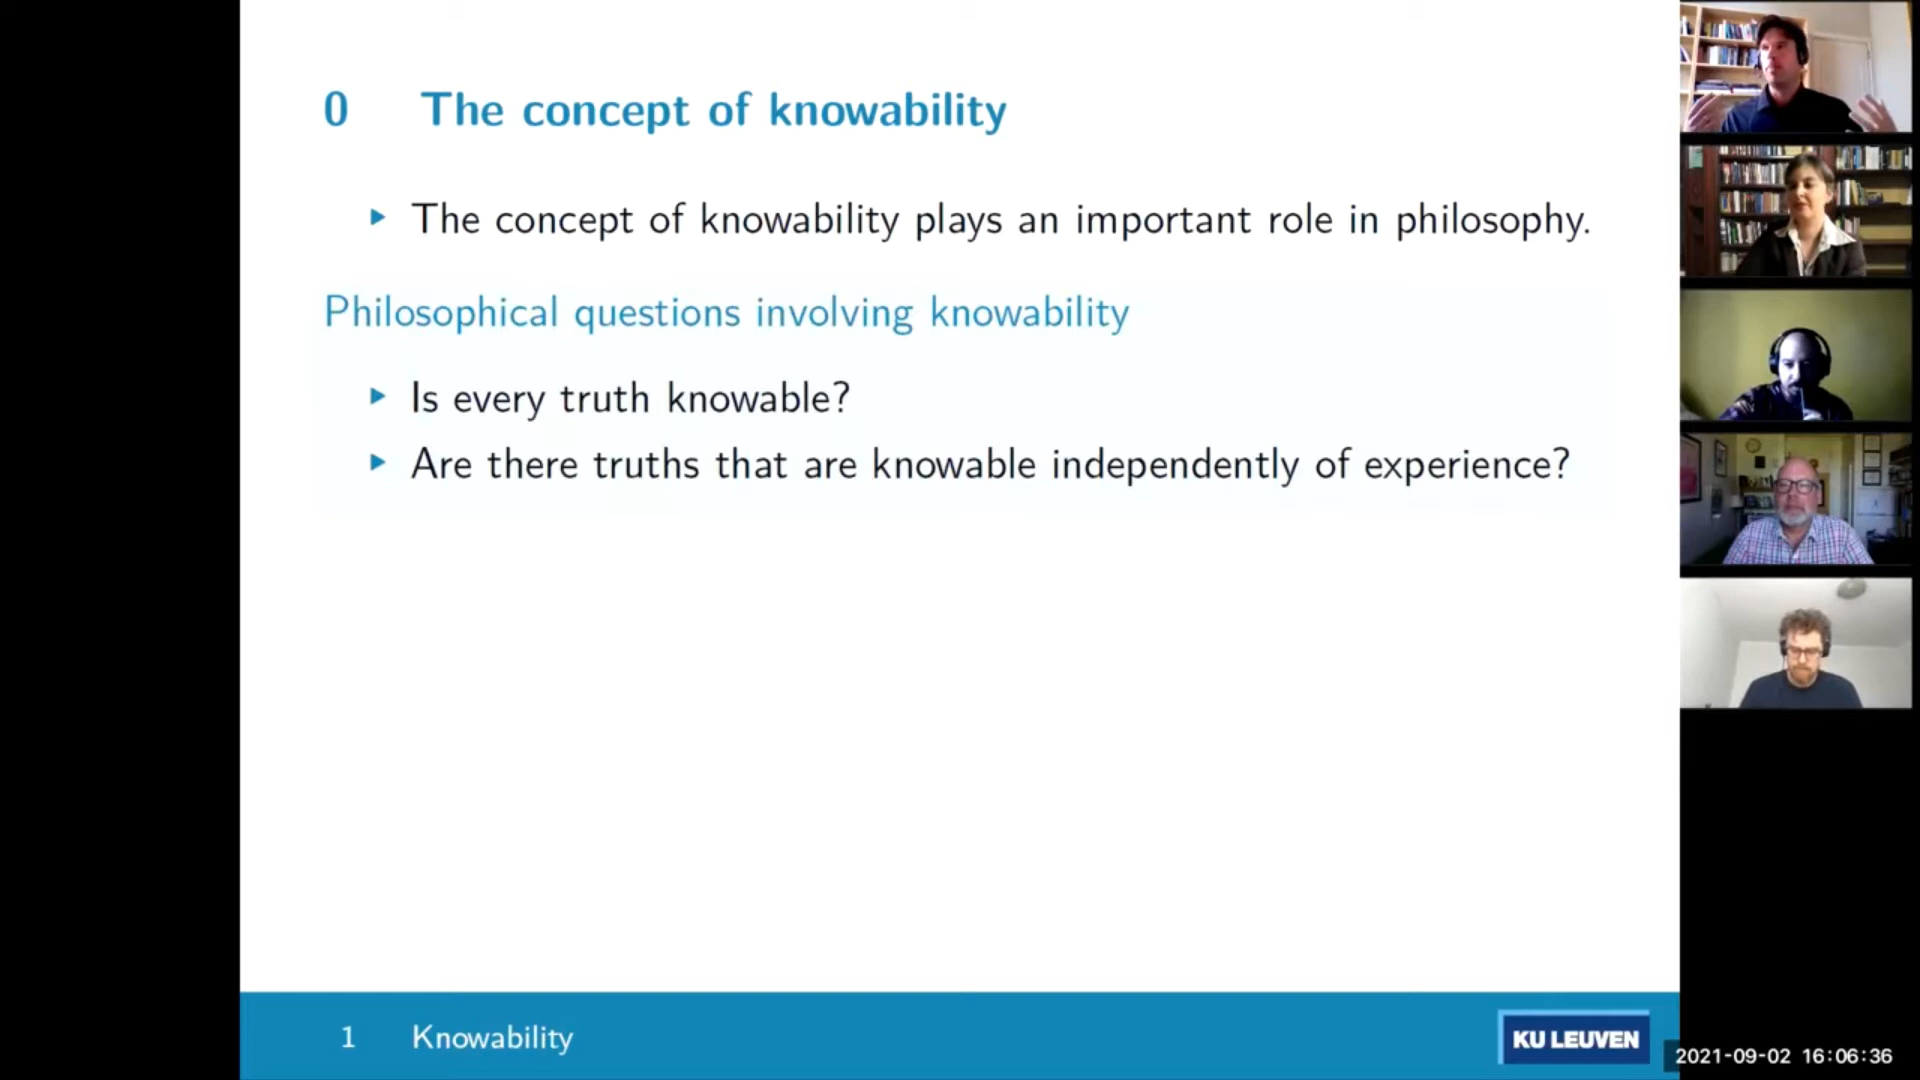 0 The concept of knowability
The concept of knowability plays an important role in philosophy.
Philosophical questions involving knowability
Is every truth knowable?
Are there truths that are knowable independently of experience?
1 Knowability
KU LEUVEN
2021-09-02 16:06:36